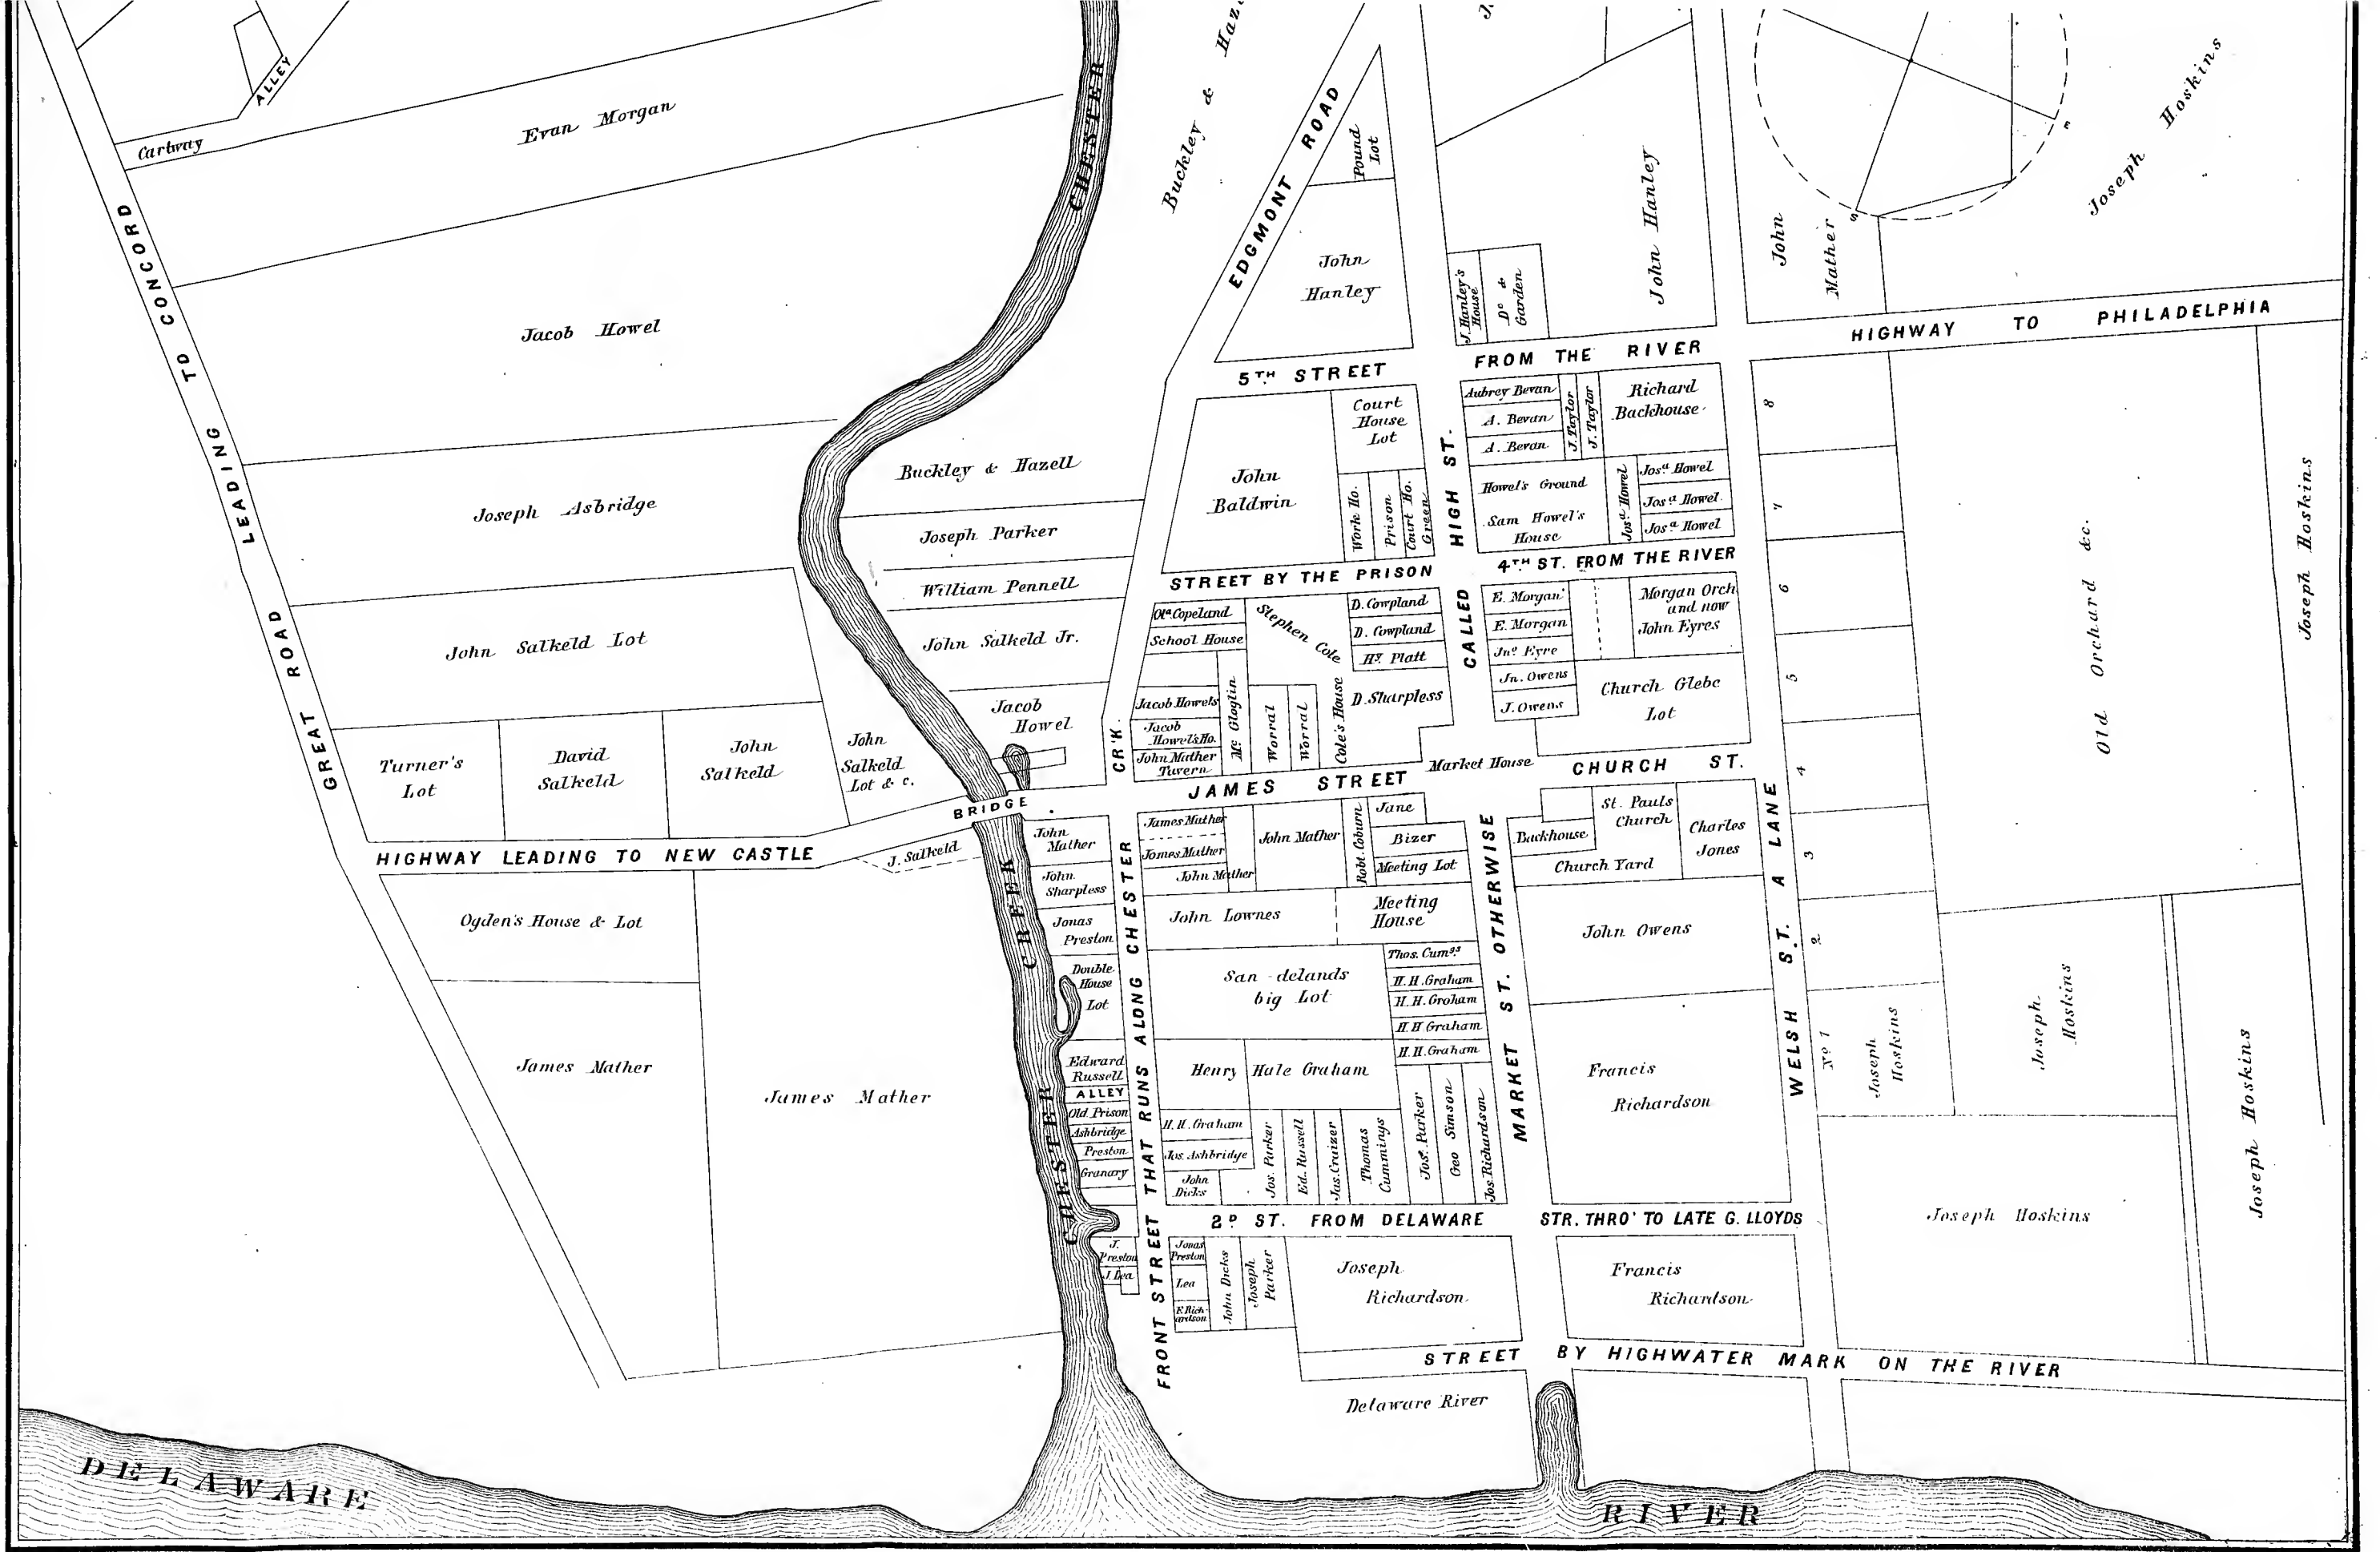 ALLEY
Cartway
Evan Morgan
Jacob Howel
Joseph Asbridge
John Salkeld Lot
Turner's
Lot
David
Salkeld
John
Salkeld
John
Salkeld
Lot & c.
GREAT ROAD LEADING TO CONCORD
HIGHWAY LEADING TO NEW CASTLE
J. Salkeld
BRIDGE
Ogden's House & Lot
James Mather
James Mather
CHESTER
CREEK
CHESTER
Buckley &
EDGMONT ROAD
Pound
Lot
John
Hanley
J. Hanley's
House
Do &
Garden
John Hanley
John
Mather
S
E
Joseph Hoskins
HIGHWAY TO PHILADELPHIA
5TH STREET
FROM THE RIVER
Buckley & Hazell
Joseph Parker
William Pennell
John Salkeld Jr.
Jacob
Howel
John
Baldwin
Court
House
Lot
Work Ho.
Prison
Court Ho.
Green
HIGH ST.
CALLED
Aubrey Bevan
A. Bevan
A. Bevan
J. Taylor
J. Taylor
Richard
Backhouse
Howel's Ground
Sam Howel's
House
Josa. Howel
Josa. Howel
Josa. Howel
Josa. Howel
STREET BY THE PRISON
4TH ST. FROM THE RIVER
Ola Copeland
School House
Stephen Cole
D. Cowpland
D. Cowpland
Hy. Platt
D. Sharpless
Jacob Howels
Jacob
Howel's Ho.
John Mather
Tavern
Mc Gloglin
Worral
Worral
Cole's House
E. Morgan
E. Morgan
Jno. Eyre
Jn. Owens
J. Owens
Morgan Orch
and now
John Eyres
Church Glebe
Lot
CR'K.
JAMES STREET
Market House
CHURCH ST.
8
7
6
5
4
3
2
No 1
Old Orchard &c.
Joseph Hoskins
John
Mather
John
Sharpless
Jonas
Preston
Double
House
Lot
Edward
Russell
ALLEY
Old Prison
Ashbridge
Preston
Granary
FRONT STREET THAT RUNS ALONG CHESTER
James Mather
James Mather
John Mather
John Mather
Robt. Coburn
Jane
Bizer
Meeting Lot
John Lownes
Meeting
House
San-delands
big Lot
Thos. Cumgs.
H. H. Graham
H. H. Graham
H. H. Graham
H. H. Graham
Henry Hale Graham
H. H. Graham
Jos. Ashbridge
John
Dicks
Jos. Parker
Ed. Russell
Jas. Cruizer
Thomas
Cummings
Jos. Parker
Geo Simson
Jos. Richardson
MARKET ST. OTHERWISE
Backhouse
St. Pauls
Church
Charles
Jones
Church Yard
John Owens
Francis
Richardson
WELSH ST. A LANE
Joseph
Hoskins
Joseph
Hoskins
Joseph Hoskins
Joseph Hoskins
2D ST. FROM DELAWARE
STR. THRO' TO LATE G. LLOYDS
J.
Preston
J. Lea
Jonas
Preston
Lea
F. Rich-
ardson
John Dicks
Joseph
Parker
Joseph
Richardson
Francis
Richardson
STREET BY HIGHWATER MARK ON THE RIVER
Delaware River
DELAWARE
RIVER